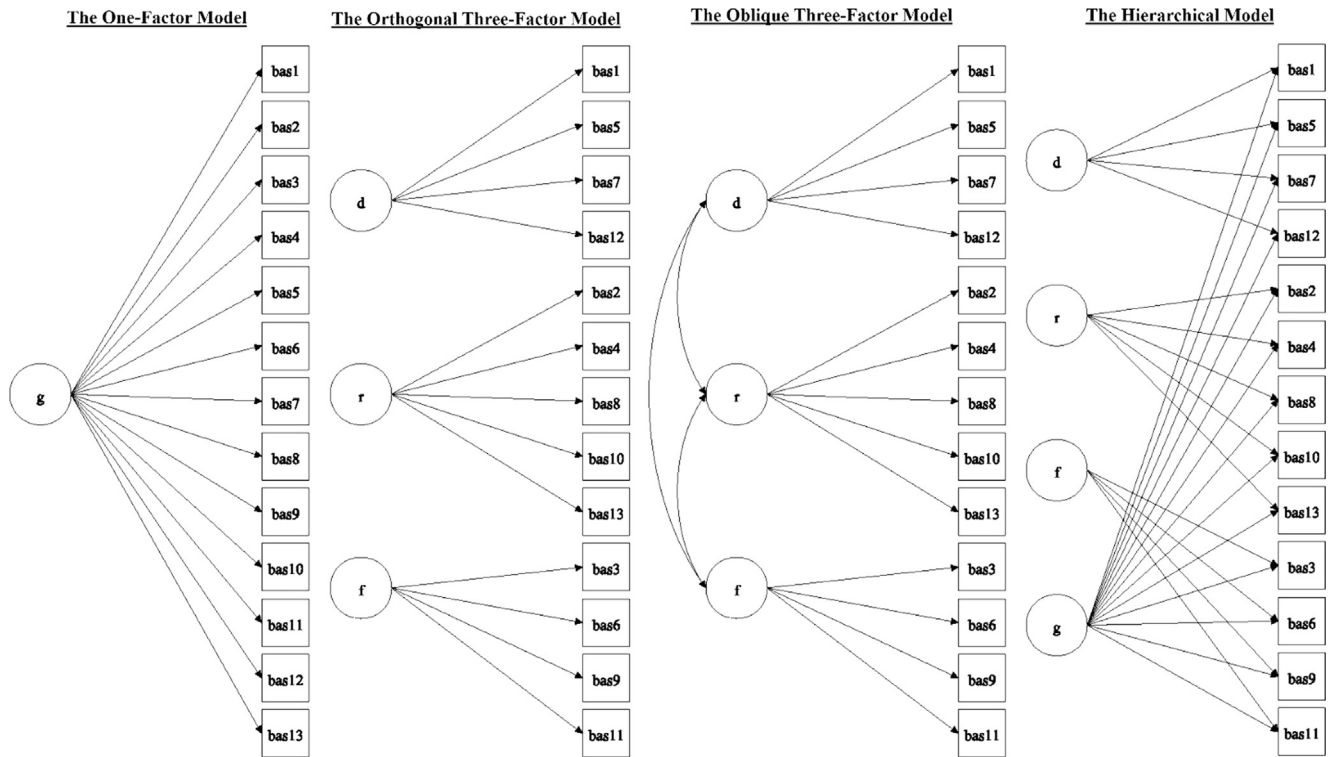 The One-Factor Model
g
bas1
bas2
bas3
bas4
bas5
bas6
bas7
bas8
bas9
bas10
bas11
bas12
bas13
The Orthogonal Three-Factor Model
d
r
f
bas1
bas5
bas7
bas12
bas2
bas4
bas8
bas10
bas13
bas3
bas6
bas9
bas11
The Oblique Three-Factor Model
d
r
f
bas1
bas5
bas7
bas12
bas2
bas4
bas8
bas10
bas13
bas3
bas6
bas9
bas11
The Hierarchical Model
d
r
f
g
bas1
bas5
bas7
bas12
bas2
bas4
bas8
bas10
bas13
bas3
bas6
bas9
bas11